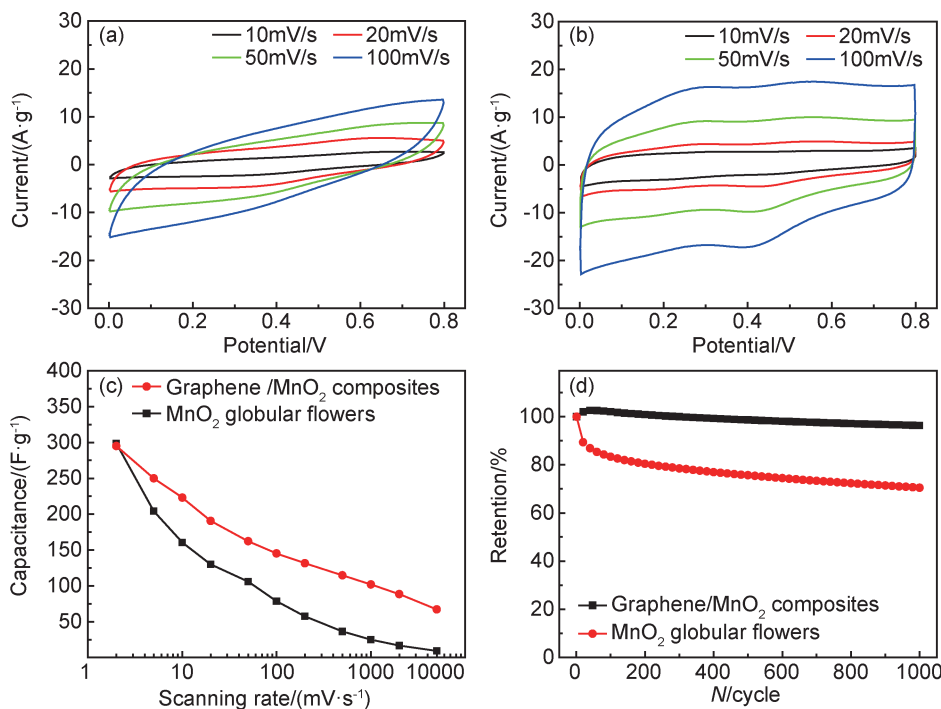 (a)
10mV/s 20mV/s
50mV/s 100mV/s
30
20
10
0
-10
-20
-30
Current/(A·g⁻¹)
0.0 0.2 0.4 0.6 0.8
Potential/V
(b)
10mV/s 20mV/s
50mV/s 100mV/s
30
20
10
0
-10
-20
-30
Current/(A·g⁻¹)
0.0 0.2 0.4 0.6 0.8
Potential/V
(c)
Graphene /MnO₂ composites
MnO₂ globular flowers
400
350
300
250
200
150
100
50
Capacitance/(F·g⁻¹)
1 10 100 1000 10000
Scanning rate/(mV·s⁻¹)
(d)
100
80
60
40
20
0
Retention/%
Graphene/MnO₂ composites
MnO₂ globular flowers
0 200 400 600 800 1000
N/cycle